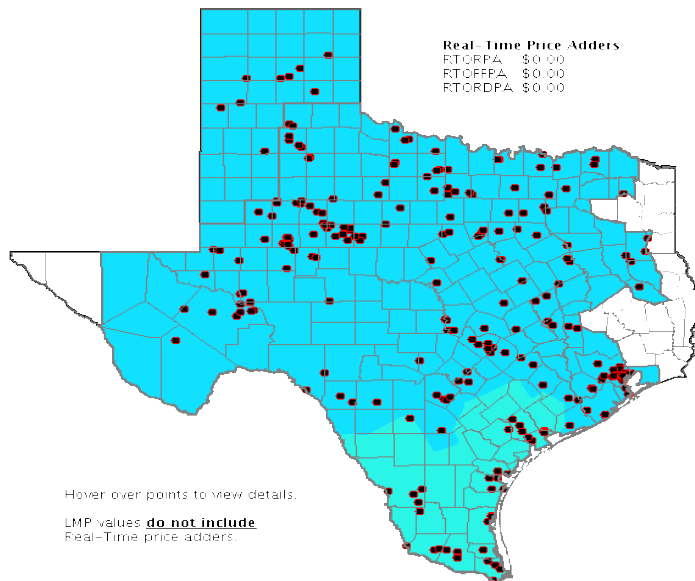 Real-Time Price Adders
RTORPA $0.00
RTOFFPA $0.00
RTORDPA $0.00
Hover over points to view details.
LMP values do not include
Real-Time price adders.